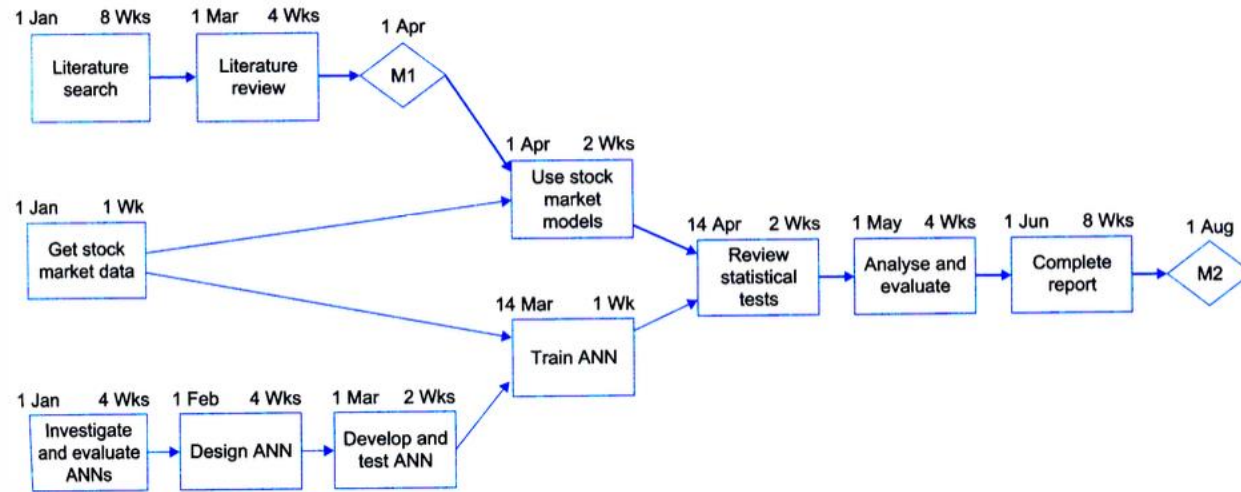 1 Jan 8 Wks
Literature
search
1 Mar 4 Wks
Literature
review
1 Apr
M1
1 Apr 2 Wks
Use stock
market
models
1 Jan 1 Wk
Get stock
market data
14 Apr 2 Wks
Review
statistical
tests
1 May 4 Wks
Analyse and
evaluate
1 Jun 8 Wks
Complete
report
1 Aug
M2
14 Mar 1 Wk
Train ANN
1 Jan 4 Wks
Investigate
and evaluate
ANNs
1 Feb 4 Wks
Design ANN
1 Mar 2 Wks
Develop and
test ANN